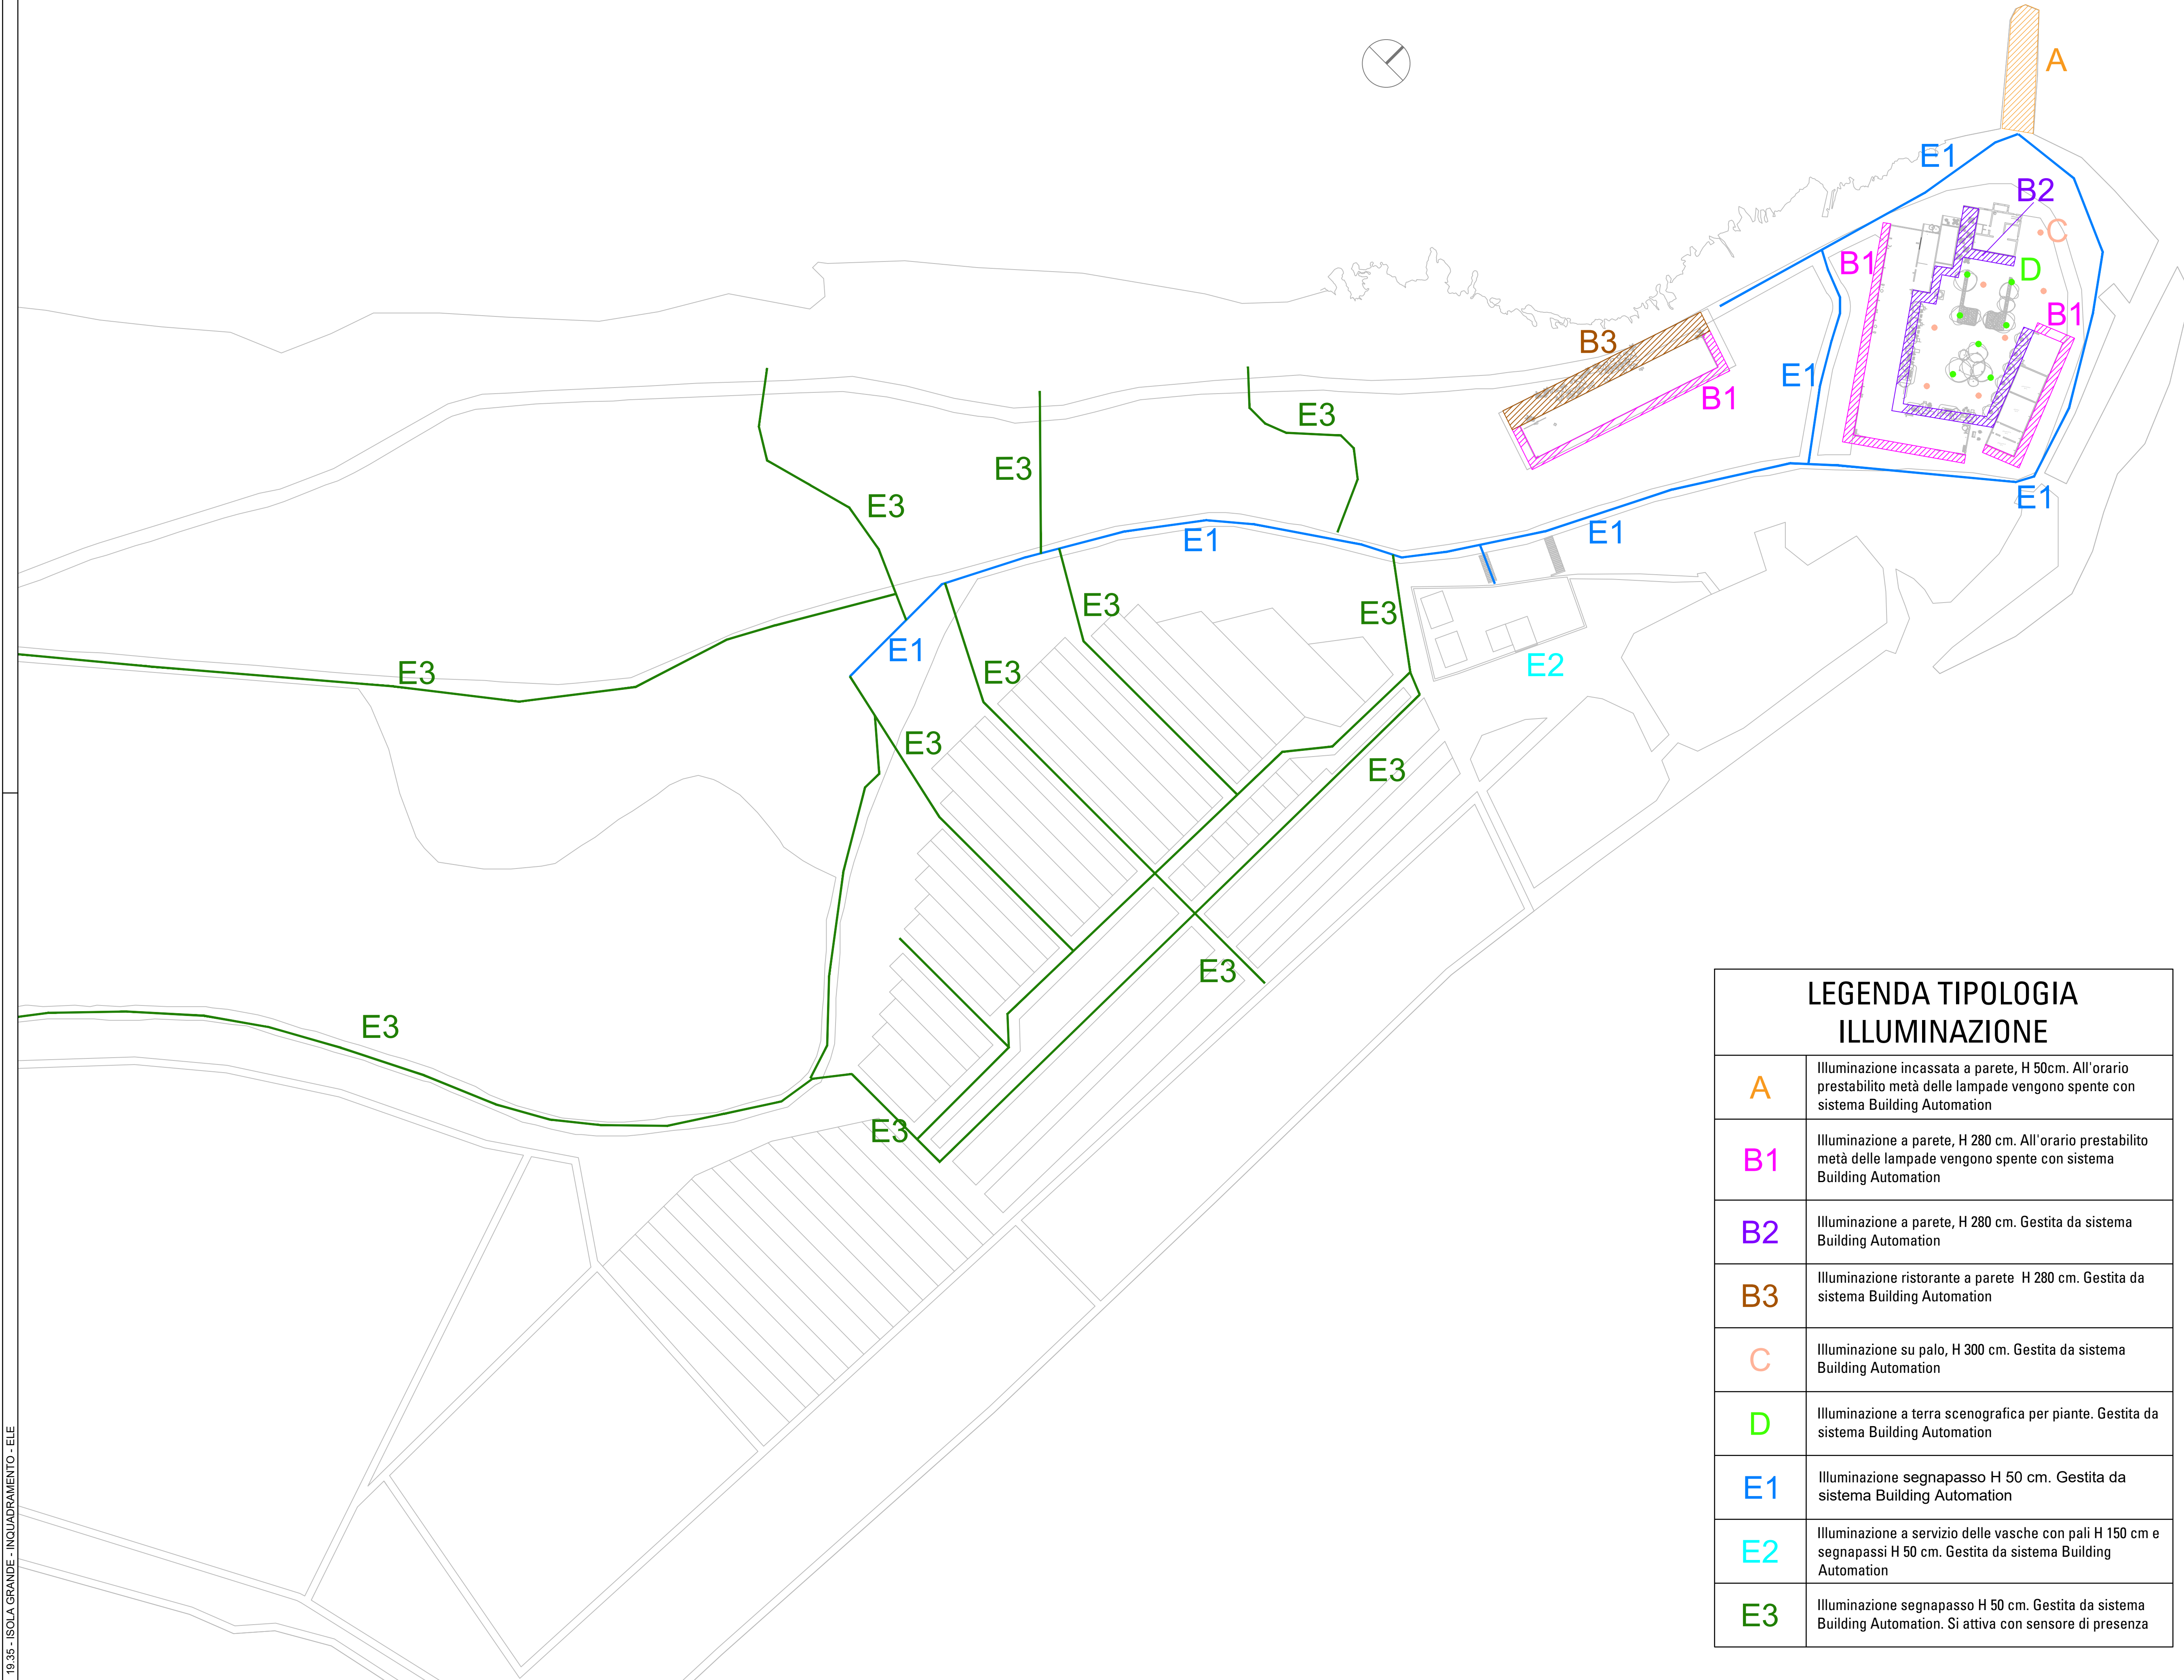 A
E1
B2
C
B1
D
B1
B3
E1
B1
E3
E3
E1
E3
E1
E1
E3
E3
E1
E2
E3
E3
E3
E3
E3
E3
E3
LEGENDA TIPOLOGIA
ILLUMINAZIONE
A
Illuminazione incassata a parete, H 50cm. All'orario
prestabilito metà delle lampade vengono spente con
sistema Building Automation
B1
Illuminazione a parete, H 280 cm. All'orario prestabilito
metà delle lampade vengono spente con sistema
Building Automation
B2
Illuminazione a parete, H 280 cm. Gestita da sistema
Building Automation
B3
Illuminazione ristorante a parete H 280 cm. Gestita da
sistema Building Automation
C
Illuminazione su palo, H 300 cm. Gestita da sistema
Building Automation
D
Illuminazione a terra scenografica per piante. Gestita da
sistema Building Automation
E1
Illuminazione segnapasso H 50 cm. Gestita da
sistema Building Automation
E2
Illuminazione a servizio delle vasche con pali H 150 cm e
segnapassi H 50 cm. Gestita da sistema Building
Automation
E3
Illuminazione segnapasso H 50 cm. Gestita da sistema
Building Automation. Si attiva con sensore di presenza
19.35 - ISOLA GRANDE - INQUADRAMENTO - ELE